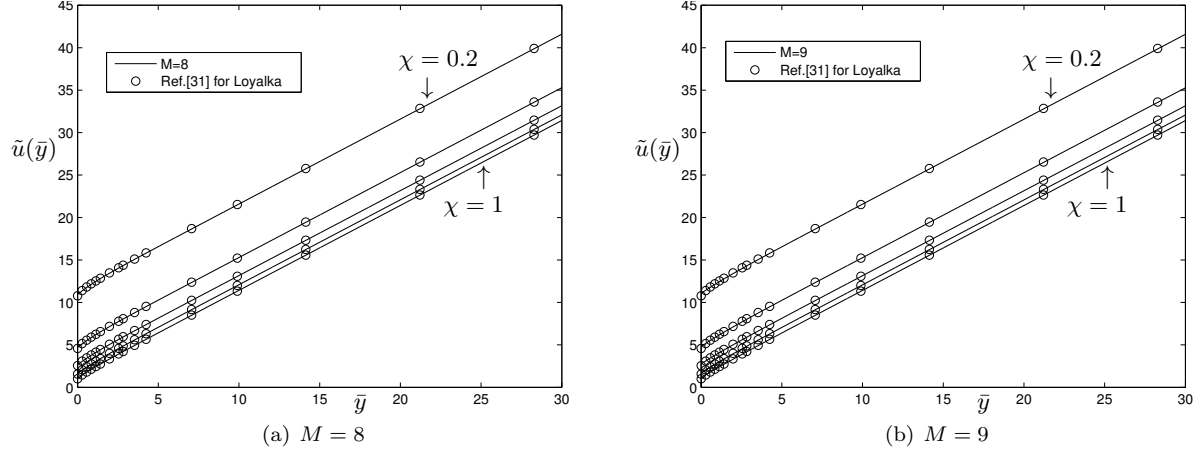 45
40
35
30
25
20
15
10
5
0
ũ(ȳ)
M=8
Ref.[31] for Loyalka
χ = 0.2
↓
↑
χ = 1
0 5 10 15 20 25 30
ȳ
(a) M = 8
45
40
35
30
25
20
15
10
5
0
ũ(ȳ)
M=9
Ref.[31] for Loyalka
χ = 0.2
↓
↑
χ = 1
0 5 10 15 20 25 30
ȳ
(b) M = 9